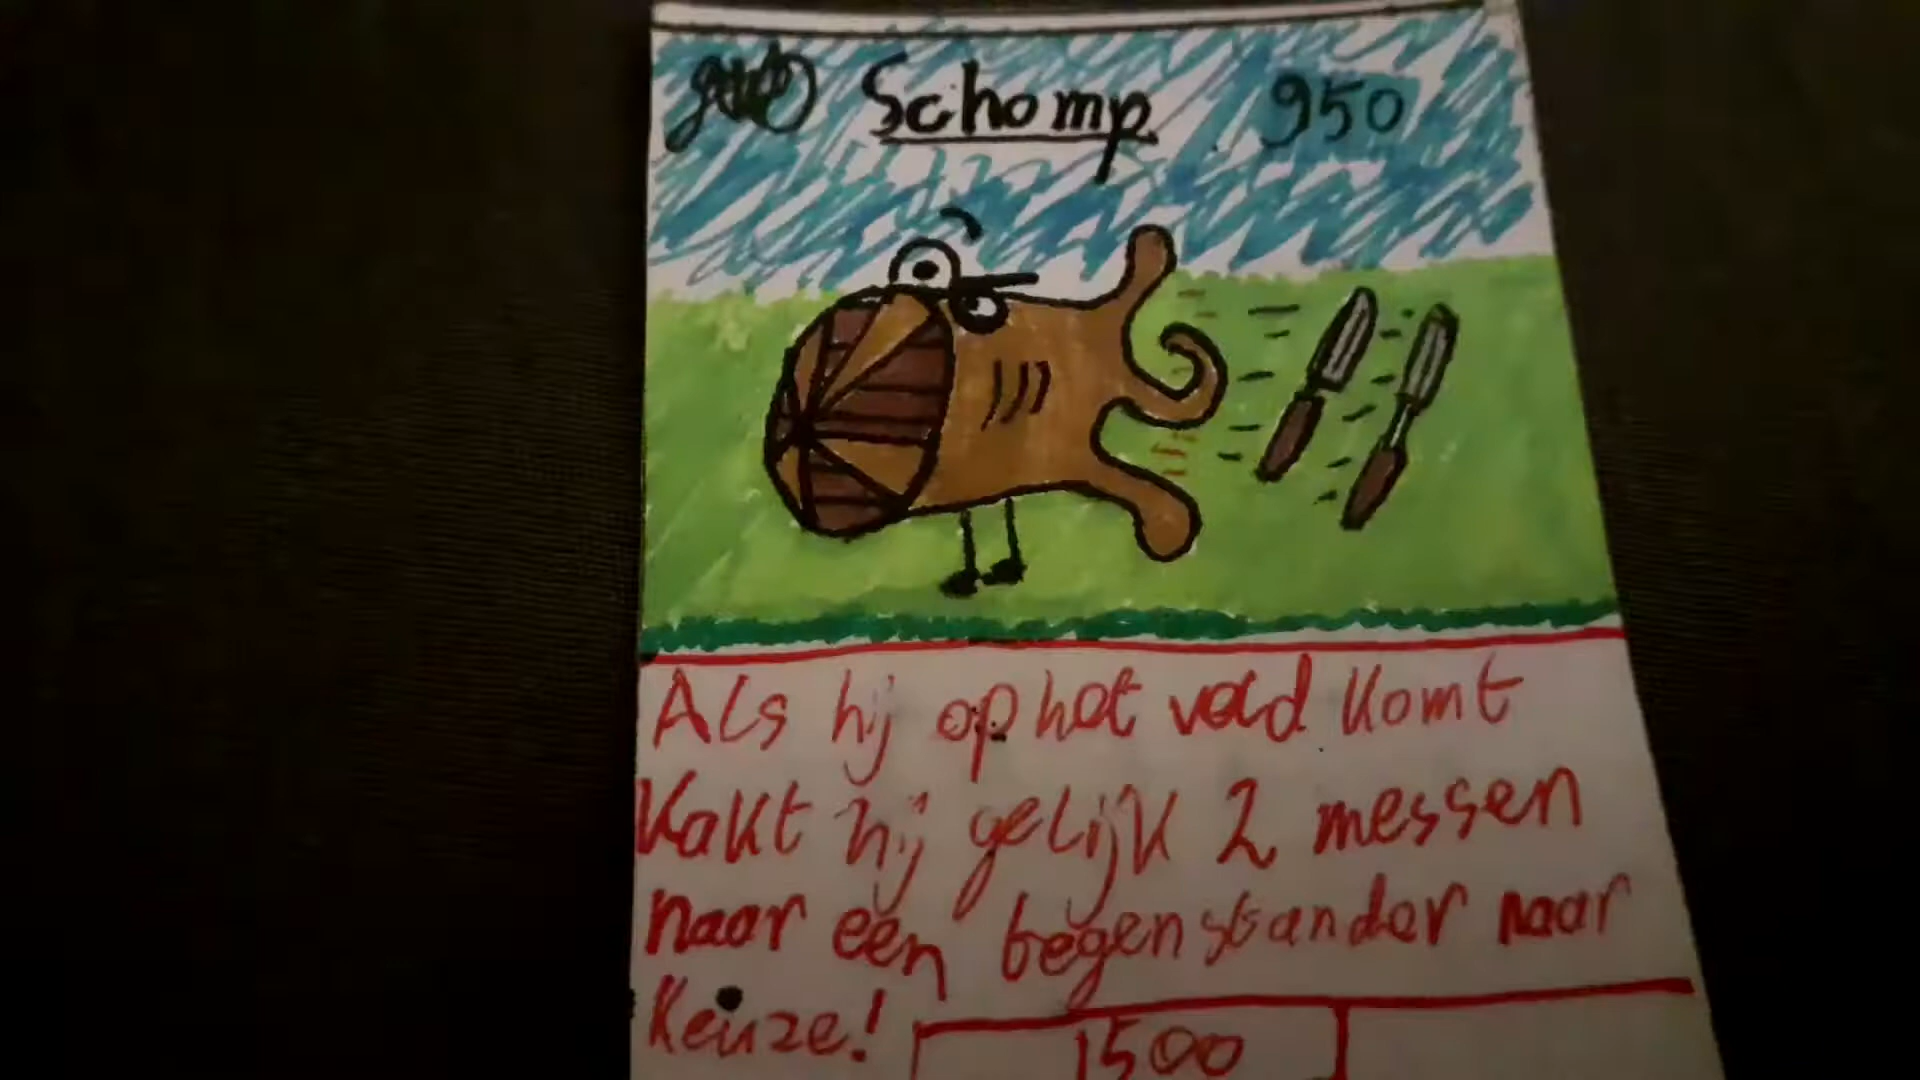 Schomp 950
Als hij op het veld komt
kakt hij gelijk 2 messen
naar een tegenstander naar
keuze!
1500